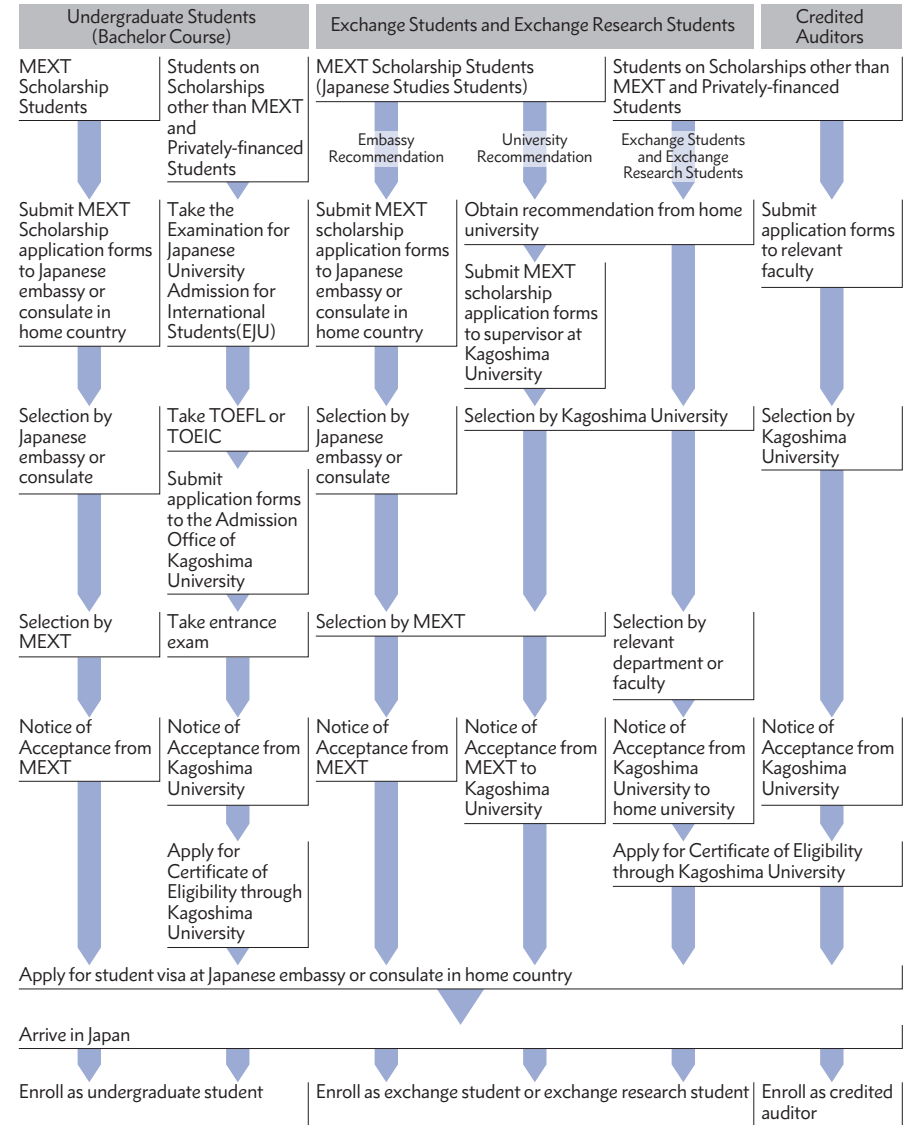 Undergraduate Students
(Bachelor Course)
Exchange Students and Exchange Research Students
Credited
Auditors
MEXT
Scholarship
Students
Students on
Scholarships
other than MEXT
and
Privately-financed
Students
MEXT Scholarship Students
(Japanese Studies Students)
Students on Scholarships other than
MEXT and Privately-financed
Students
Embassy
Recommendation
University
Recommendation
Exchange Students
and Exchange
Research Students
Submit MEXT
Scholarship
application forms
to Japanese
embassy or
consulate in
home country
Take the
Examination for
Japanese
University
Admission for
International
Students(EJU)
Submit MEXT
scholarship
application forms
to Japanese
embassy or
consulate in
home country
Obtain recommendation from home
university
Submit MEXT
scholarship
application forms
to supervisor at
Kagoshima
University
Submit
application forms
to relevant
faculty
Selection by
Japanese
embassy or
consulate
Take TOEFL or
TOEIC
Submit
application forms
to the Admission
Office of
Kagoshima
University
Selection by
Japanese
embassy or
consulate
Selection by Kagoshima University
Selection by
Kagoshima
University
Selection by
MEXT
Take entrance
exam
Selection by MEXT
Selection by
relevant
department or
faculty
Notice of
Acceptance from
MEXT
Notice of
Acceptance from
Kagoshima
University
Notice of
Acceptance from
MEXT
Notice of
Acceptance from
MEXT to
Kagoshima
University
Notice of
Acceptance from
Kagoshima
University to
home university
Notice of
Acceptance from
Kagoshima
University
Apply for
Certificate of
Eligibility through
Kagoshima
University
Apply for Certificate of Eligibility
through Kagoshima University
Apply for student visa at Japanese embassy or consulate in home country
Arrive in Japan
Enroll as undergraduate student
Enroll as exchange student or exchange research student
Enroll as credited
auditor